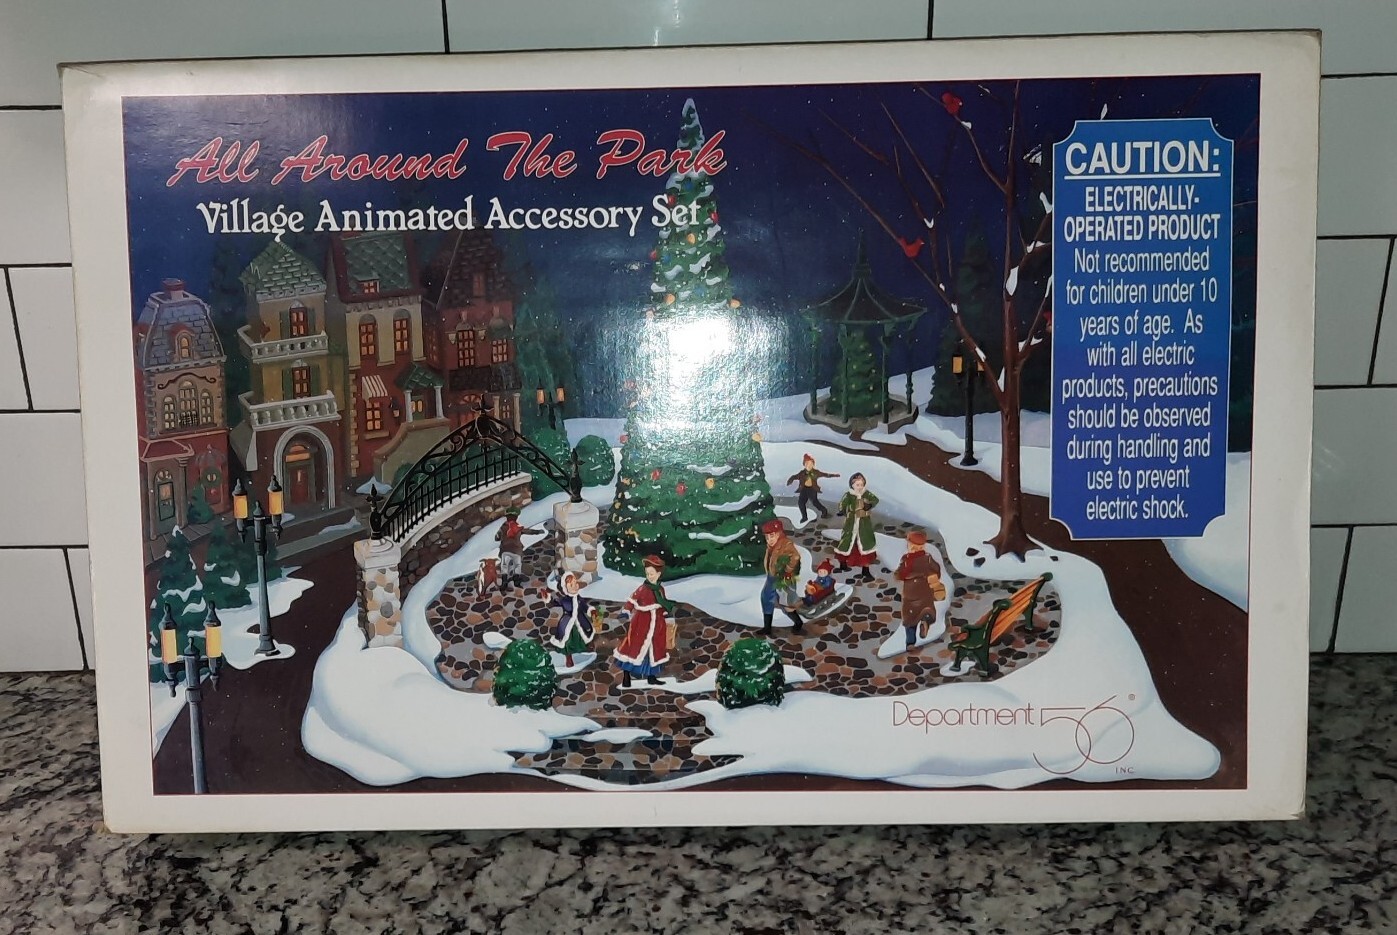 All Around The Park
Village Animated Accessory Set
CAUTION:
ELECTRICALLY-
OPERATED PRODUCT
Not recommended
for children under 10
years of age. As
with all electric
products, precautions
should be observed
during handling and
use to prevent
electric shock.
Department 56 ®
INC